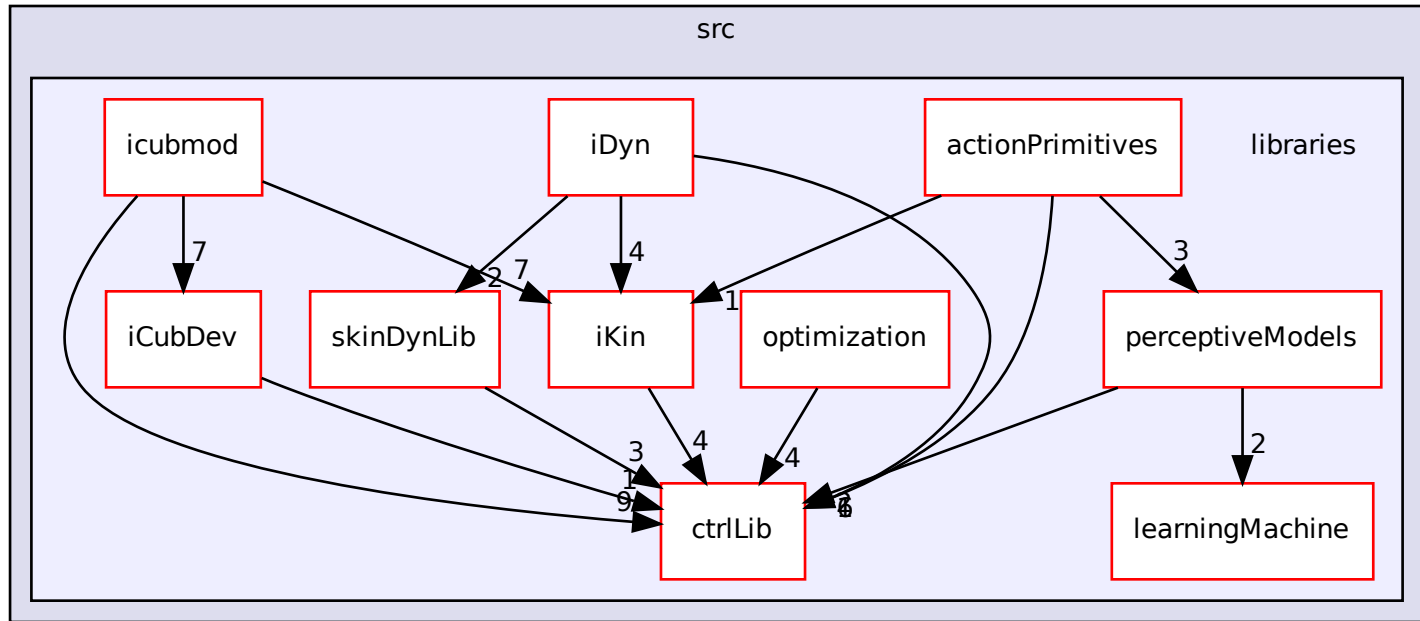 src
icubmod
iDyn
actionPrimitives
libraries
7
4
3
2
7
1
iCubDev
skinDynLib
iKin
optimization
perceptiveModels
3
4
4
2
1
9
ctrlLib
learningMachine